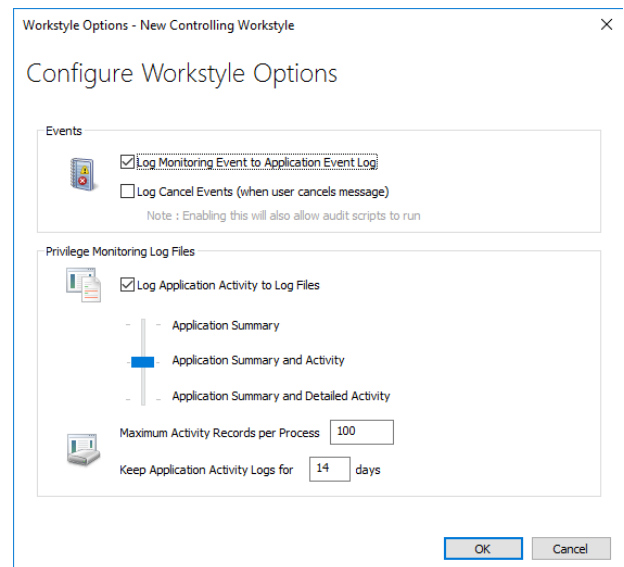 Workstyle Options - New Controlling Workstyle
Configure Workstyle Options
Events
Log Monitoring Event to Application Event Log
Log Cancel Events (when user cancels message)
Note : Enabling this will also allow audit scripts to run
Privilege Monitoring Log Files
Log Application Activity to Log Files
Application Summary
Application Summary and Activity
Application Summary and Detailed Activity
Maximum Activity Records per Process 100
Keep Application Activity Logs for 14 days
OK Cancel